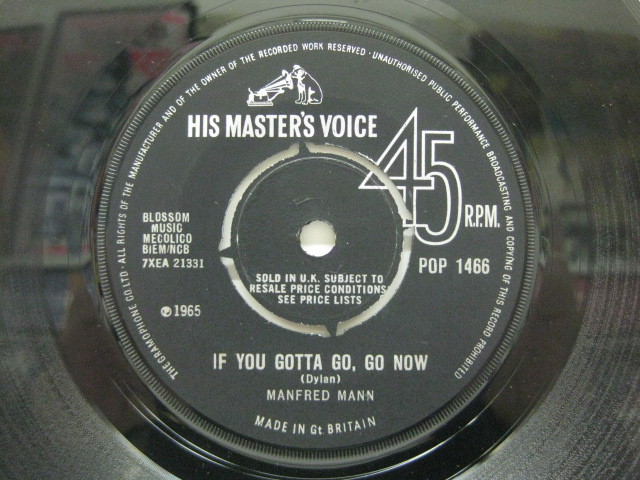 THE GRAMOPHONE CO. LTD. · ALL RIGHTS OF THE MANUFACTURER AND OF THE OWNER OF THE RECORDED WORK RESERVED · UNAUTHORISED PUBLIC PERFORMANCE BROADCASTING AND COPYING OF THIS RECORD PROHIBITED
HIS MASTER'S VOICE
45 R.P.M.
BLOSSOM
MUSIC
MECOLICO
BIEM/NCB
7XEA 21331
POP 1466
SOLD IN U.K. SUBJECT TO
RESALE PRICE CONDITIONS
SEE PRICE LISTS
℗1965
IF YOU GOTTA GO, GO NOW
(Dylan)
MANFRED MANN
MADE IN Gt BRITAIN